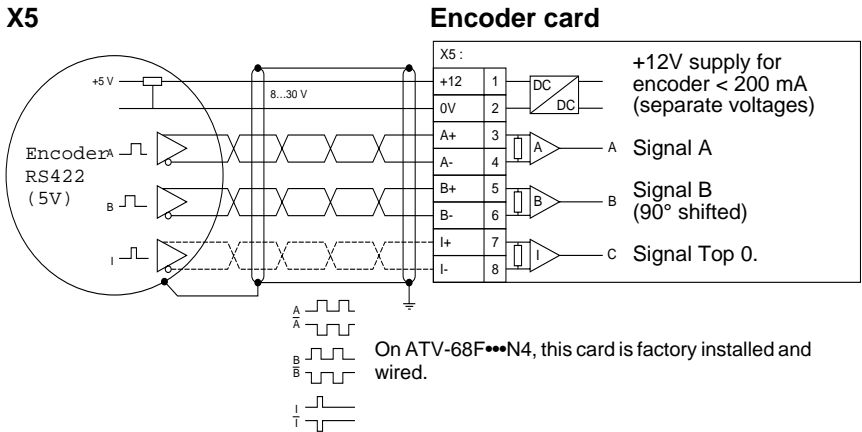 X5
Encoder card
X5 :
+12V supply for
encoder < 200 mA
(separate voltages)
+5 V
8...30 V
+12 1
DC
DC
0V 2
Encoder
RS422
(5V)
A
A+ 3
A- 4
A
A
Signal A
B
B+ 5
B- 6
B
B
Signal B
(90° shifted)
I
I+ 7
I- 8
I
C
Signal Top 0.
A
A
B
B
I
I
On ATV-68F•••N4, this card is factory installed and
wired.